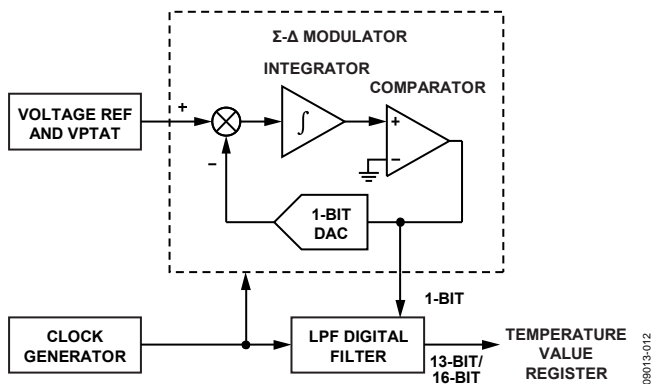 Σ-Δ MODULATOR
INTEGRATOR
COMPARATOR
VOLTAGE REF
AND VPTAT
+
−
∫
+
−
1-BIT
DAC
1-BIT
CLOCK
GENERATOR
LPF DIGITAL
FILTER
13-BIT/
16-BIT
TEMPERATURE
VALUE
REGISTER
09013-012